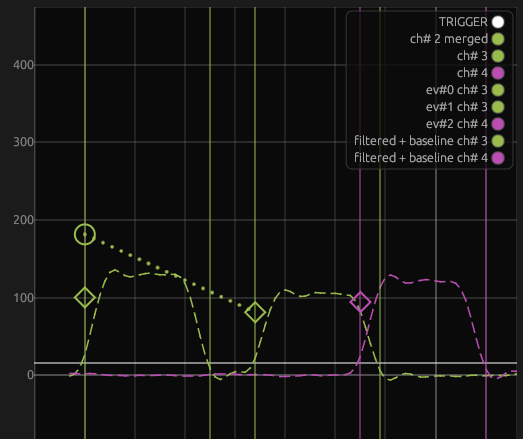 TRIGGER
ch# 2 merged
ch# 3
ch# 4
ev#0 ch# 3
ev#1 ch# 3
ev#2 ch# 4
filtered + baseline ch# 3
filtered + baseline ch# 4
400
300
200
100
0